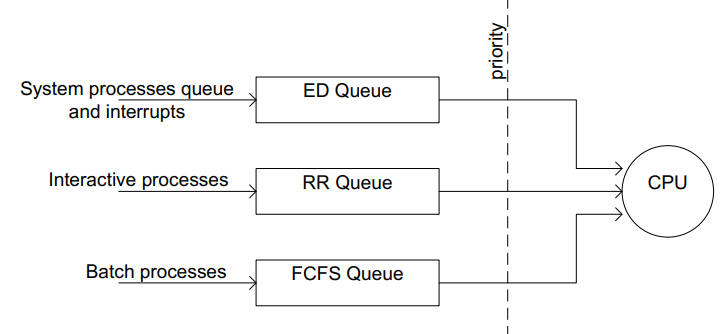 priority
System processes queue
and interrupts
ED Queue
Interactive processes
RR Queue
CPU
Batch processes
FCFS Queue